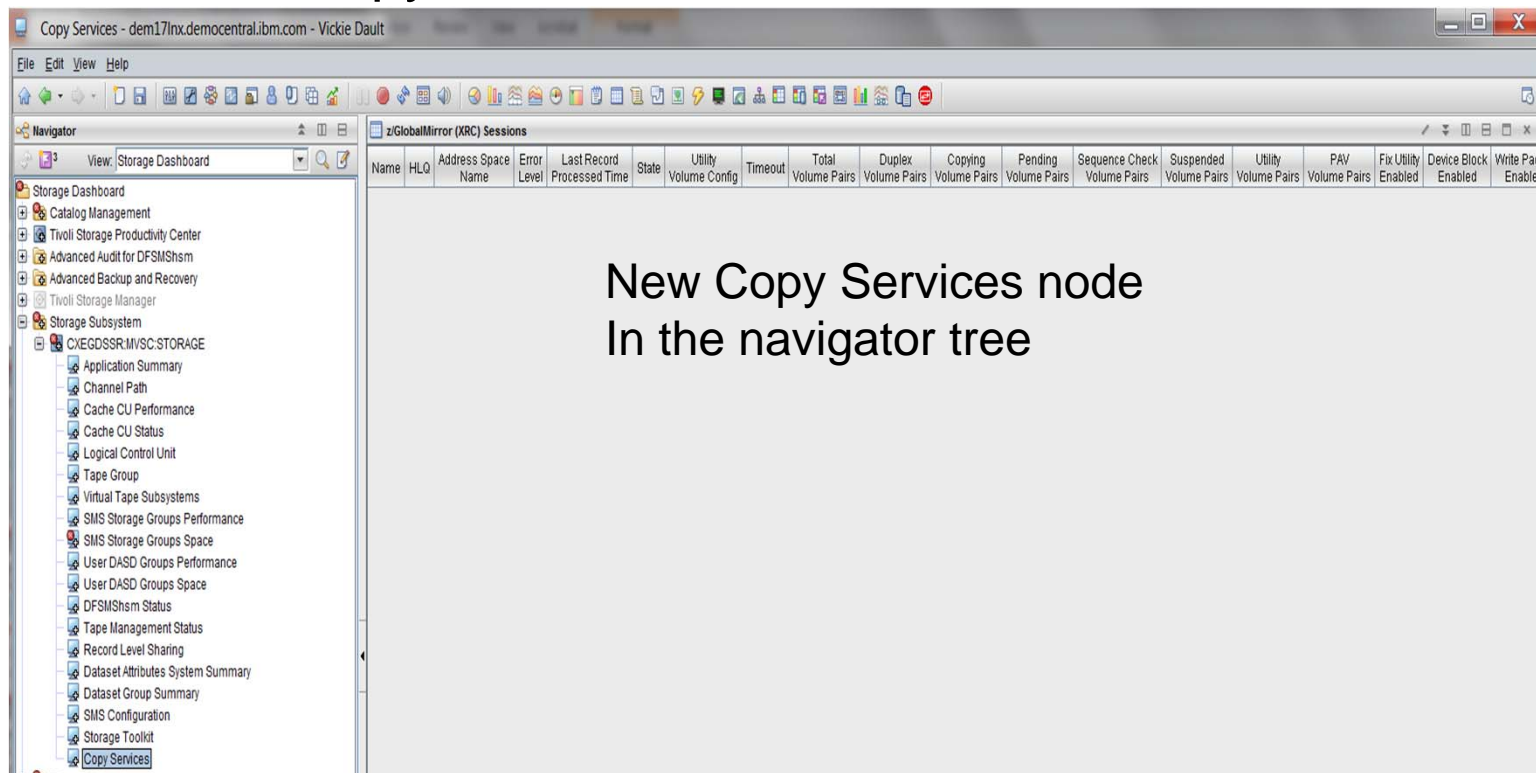 Copy Services - dem17lnx.democentral.ibm.com - Vickie Dault
File Edit View Help
Navigator
View: Storage Dashboard
Storage Dashboard
Catalog Management
Tivoli Storage Productivity Center
Advanced Audit for DFSMShsm
Advanced Backup and Recovery
Tivoli Storage Manager
Storage Subsystem
CXEGDSSR:MVSC:STORAGE
Application Summary
Channel Path
Cache CU Performance
Cache CU Status
Logical Control Unit
Tape Group
Virtual Tape Subsystems
SMS Storage Groups Performance
SMS Storage Groups Space
User DASD Groups Performance
User DASD Groups Space
DFSMShsm Status
Tape Management Status
Record Level Sharing
Dataset Attributes System Summary
Dataset Group Summary
SMS Configuration
Storage Toolkit
Copy Services
z/GlobalMirror (XRC) Sessions
Name HLQ Address Space Name Error Level Last Record Processed Time State Utility Volume Config Timeout Total Volume Pairs Duplex Volume Pairs Copying Volume Pairs Pending Volume Pairs Sequence Check Volume Pairs Suspended Volume Pairs Utility Volume Pairs PAV Volume Pairs Fix Utility Enabled Device Block Enabled Write Pa Enable
New Copy Services node
In the navigator tree